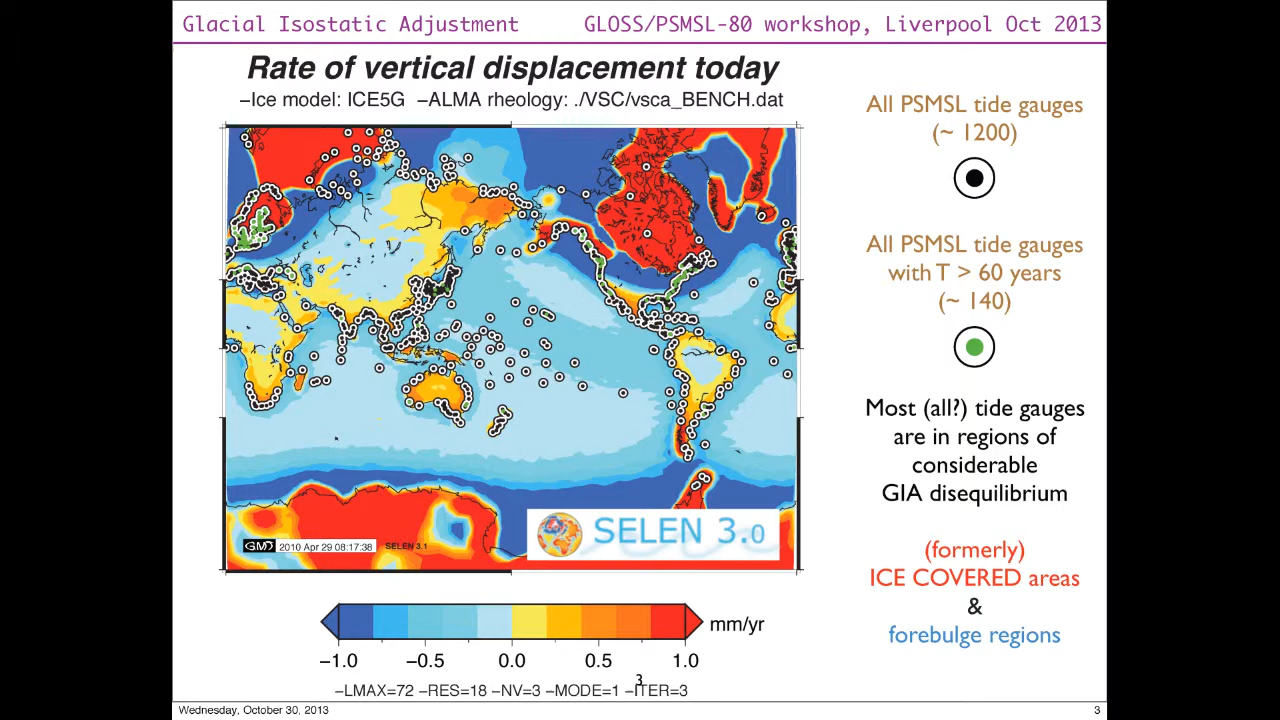 Glacial Isostatic Adjustment GLOSS/PSMSL-80 workshop, Liverpool Oct 2013
Rate of vertical displacement today
−Ice model: ICE5G −ALMA rheology: ./VSC/vsca_BENCH.dat
All PSMSL tide gauges
(~ 1200)
All PSMSL tide gauges
with T > 60 years
(~ 140)
Most (all?) tide gauges
are in regions of
considerable
GIA disequilibrium
(formerly)
ICE COVERED areas
&
forebulge regions
SELEN 3.0
GMD 2010 Apr 29 08:17:38 SELEN 3.1
mm/yr
−1.0 −0.5 0.0 0.5 1.0
3
−LMAX=72 −RES=18 −NV=3 −MODE=1 −ITER=3
Wednesday, October 30, 2013 3